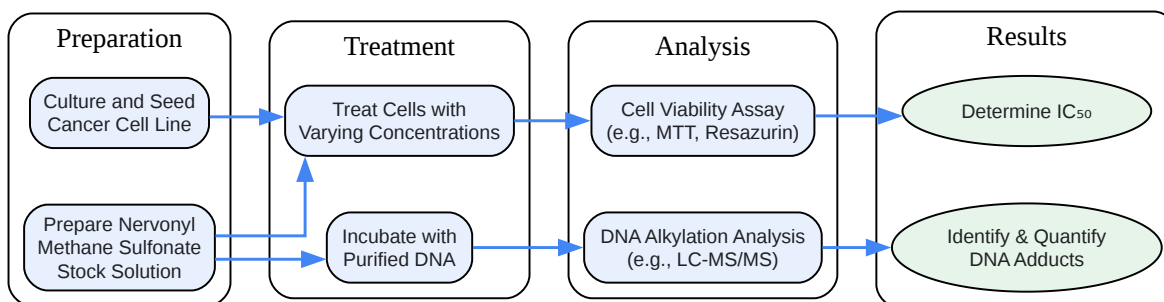 Preparation
Treatment
Analysis
Results
Culture and Seed
Cancer Cell Line
Treat Cells with
Varying Concentrations
Cell Viability Assay
(e.g., MTT, Resazurin)
Determine IC₅₀
Prepare Nervonyl
Methane Sulfonate
Stock Solution
Incubate with
Purified DNA
DNA Alkylation Analysis
(e.g., LC-MS/MS)
Identify & Quantify
DNA Adducts